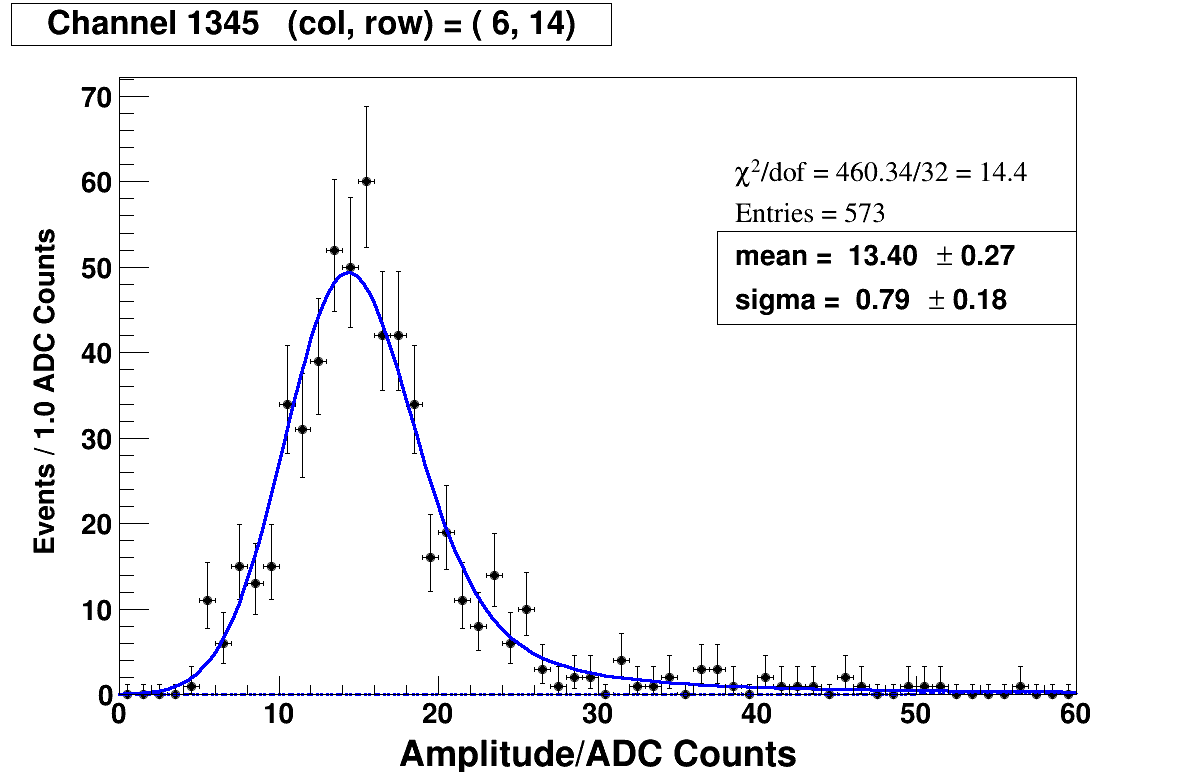 Channel 1345 (col, row) = ( 6, 14)
70
60
50
40
30
20
10
0
Events / 1.0 ADC Counts
χ²/dof = 460.34/32 = 14.4
Entries = 573
mean = 13.40 ± 0.27
sigma = 0.79 ± 0.18
0 10 20 30 40 50 60
Amplitude/ADC Counts